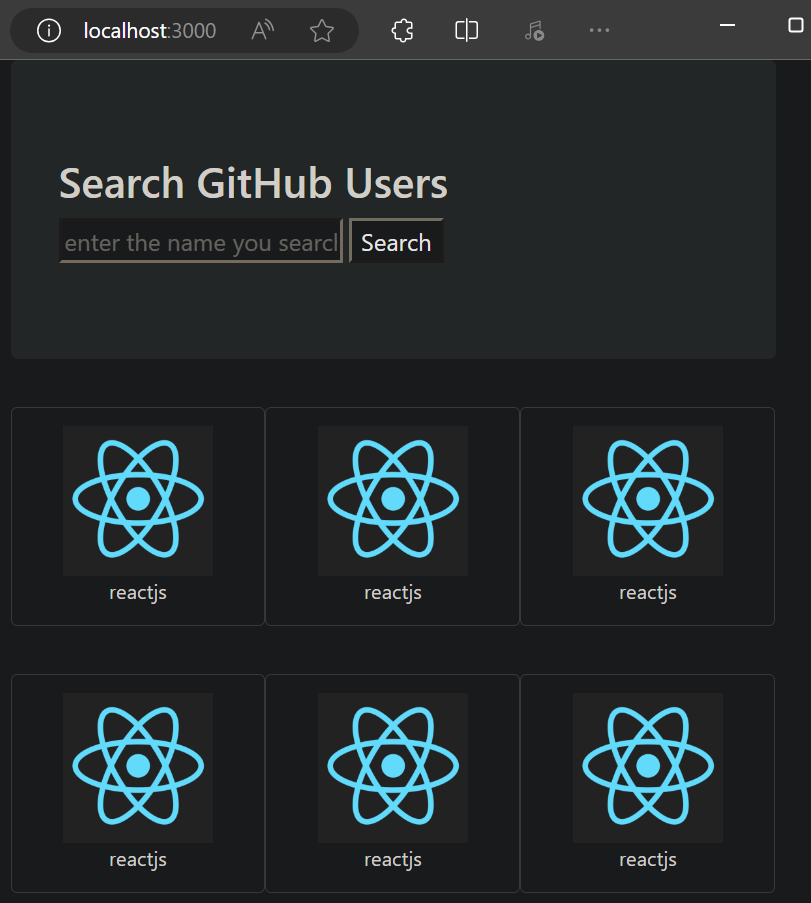 localhost:3000
Search GitHub Users
enter the name you search
Search
reactjs reactjs reactjs
reactjs reactjs reactjs